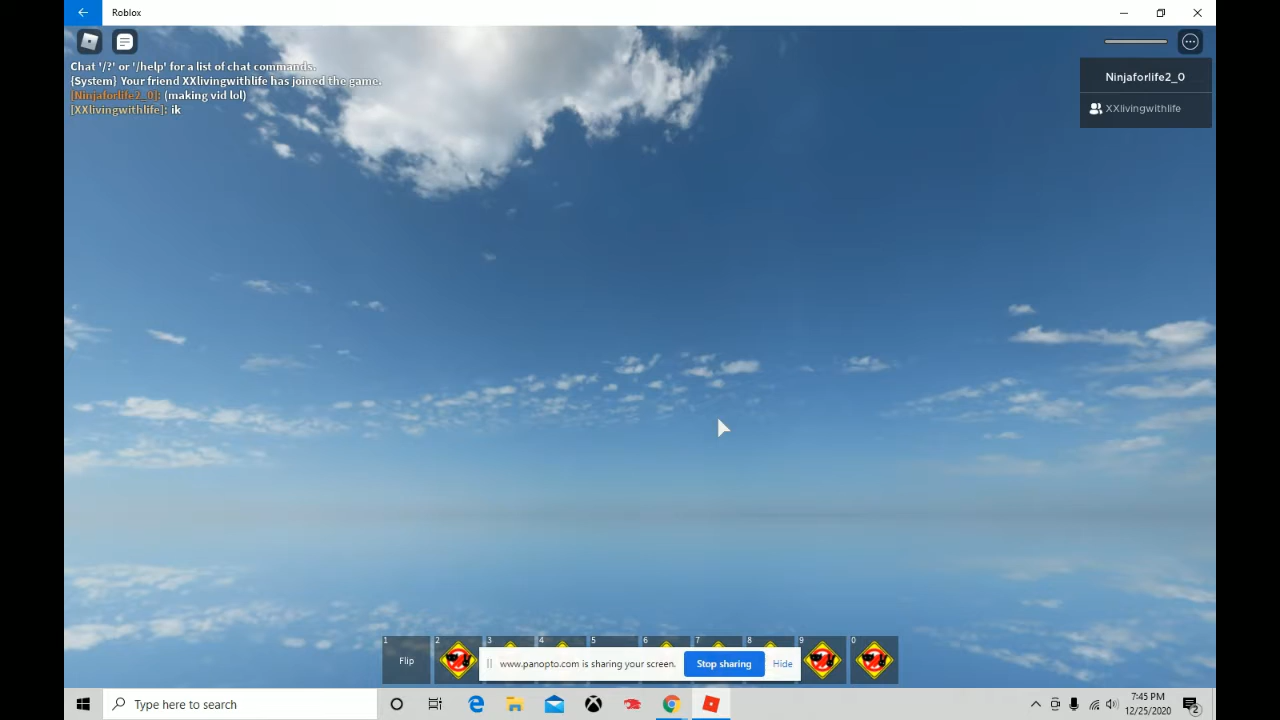 Roblox
Chat '/?' or '/help' for a list of chat commands.
{System} Your friend XXlivingwithlife has joined the game.
[Ninjaforlife2_0]: (making vid lol)
[XXlivingwithlife]: ik
Ninjaforlife2_0
XXlivingwithlife
1 2 3 4 5 6 7 8 9 0
Flip
www.panopto.com is sharing your screen.
Stop sharing
Hide
Type here to search
7:45 PM
12/25/2020
2